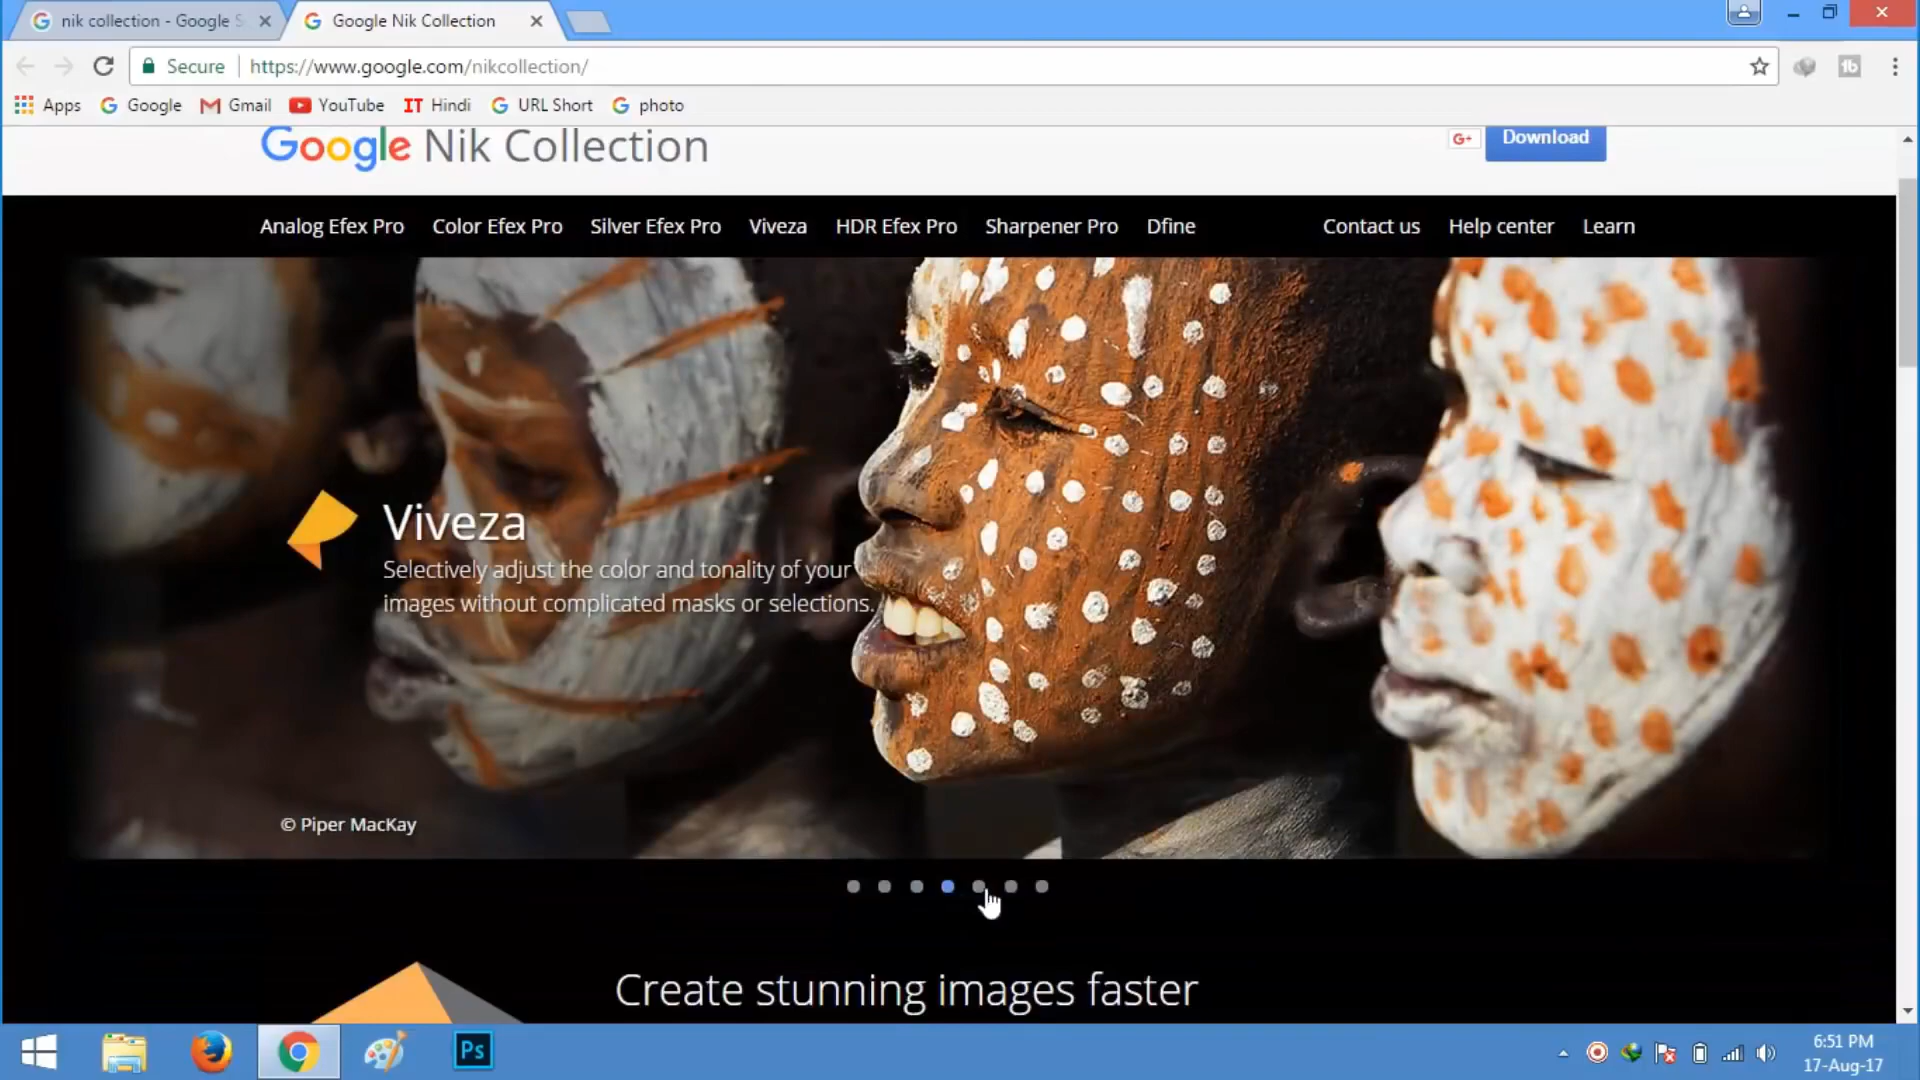 nik collection - Google S
Google Nik Collection
Secure
https://www.google.com/nikcollection/
Apps
Google
Gmail
YouTube
IT Hindi
URL Short
photo
Google Nik Collection
G+
Download
Analog Efex Pro
Color Efex Pro
Silver Efex Pro
Viveza
HDR Efex Pro
Sharpener Pro
Dfine
Contact us
Help center
Learn
Viveza
Selectively adjust the color and tonality of your
images without complicated masks or selections.
© Piper MacKay
Create stunning images faster
Ps
6:51 PM
17-Aug-17